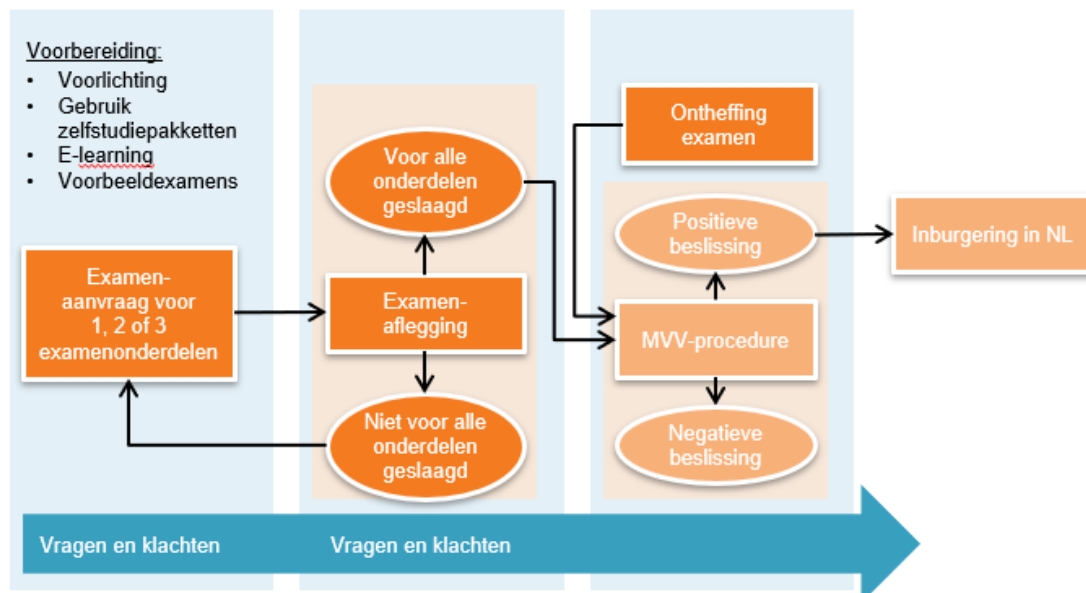 Voorbereiding:
• Voorlichting
• Gebruik
zelfstudiepakketten
• E-learning
• Voorbeeldexamens
Examen-
aanvraag voor
1, 2 of 3
examenonderdelen
Voor alle
onderdelen
geslaagd
Examen-
aflegging
Niet voor alle
onderdelen
geslaagd
Ontheffing
examen
Positieve
beslissing
MVV-procedure
Negatieve
beslissing
Inburgering in NL
Vragen en klachten
Vragen en klachten